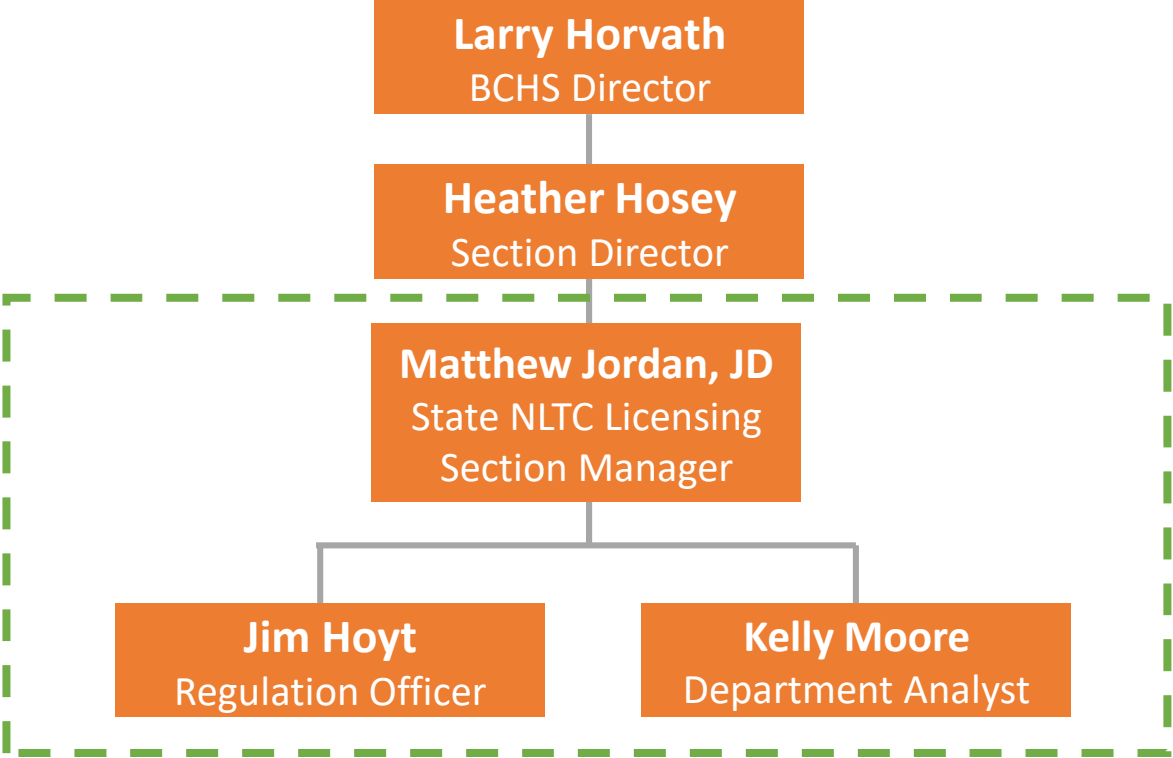 Larry Horvath
BCHS Director
Heather Hosey
Section Director
Matthew Jordan, JD
State NLTC Licensing
Section Manager
Jim Hoyt
Regulation Officer
Kelly Moore
Department Analyst